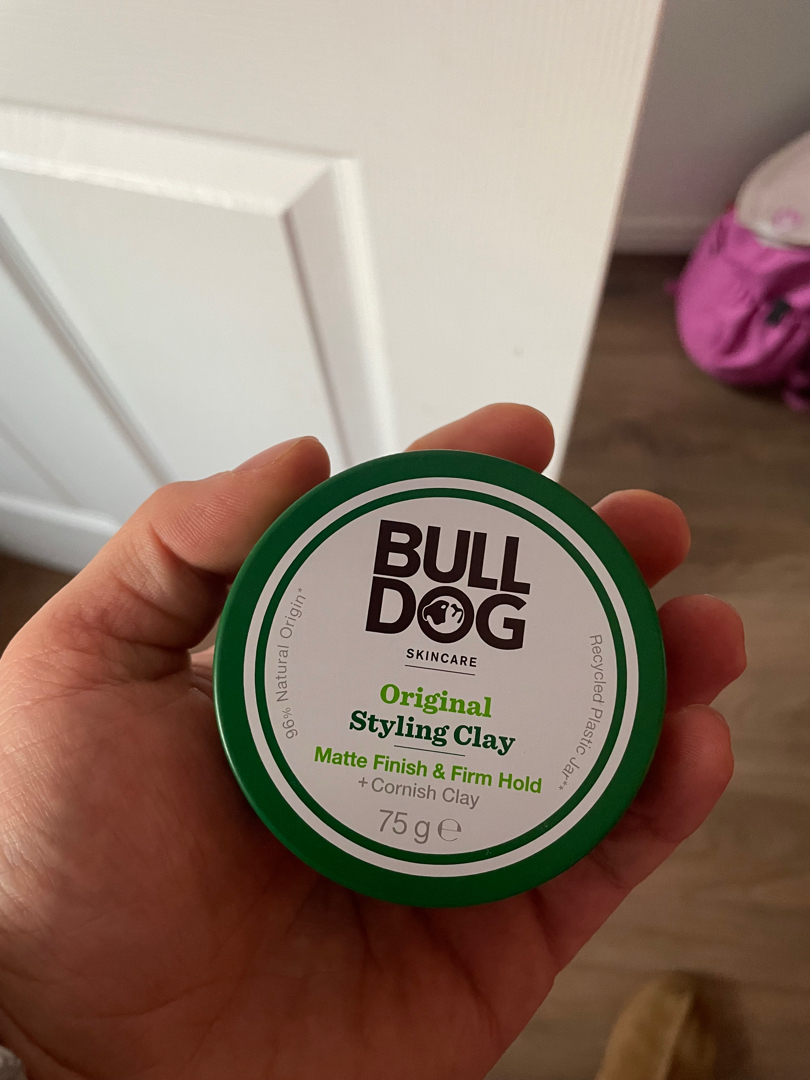 BULL
DOG
SKINCARE
Original
Styling Clay
Matte Finish & Firm Hold
+ Cornish Clay
75 g ℮
96% Natural Origin*
Recycled Plastic Jar**